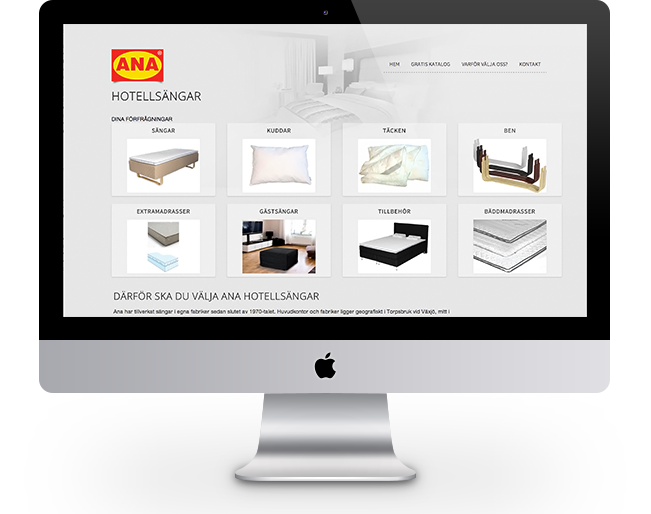 ANA
HEM GRATIS KATALOG VARFÖR VÄLJA OSS? KONTAKT
HOTELLSÄNGAR
DINA FÖRFRÅGNINGAR
SÄNGAR KUDDAR TÄCKEN BEN
EXTRAMADRASSER GÄSTSÄNGAR TILLBEHÖR BÄDDMADRASSER
DÄRFÖR SKA DU VÄLJA ANA HOTELLSÄNGAR
Ana har tillverkat sängar i egna fabriker sedan slutet av 1970-talet. Huvudkontor och fabriker ligger geografiskt i Torpsbruk vid Växjö, mitt i